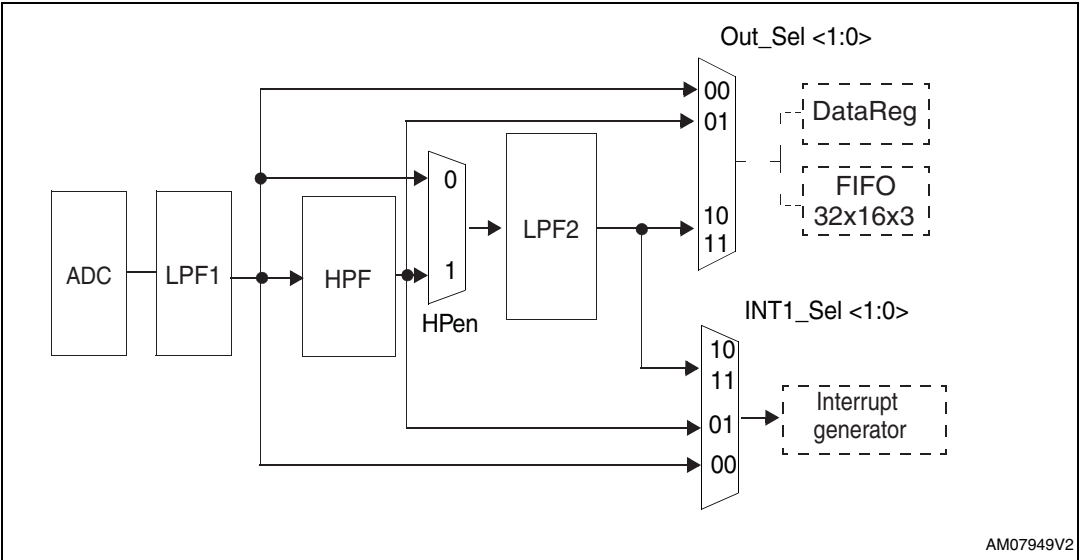 Out_Sel <1:0>
00
01
10
11
DataReg
FIFO
32x16x3
ADC
LPF1
HPF
0
1
HPen
LPF2
INT1_Sel <1:0>
10
11
01
00
Interrupt
generator
AM07949V2